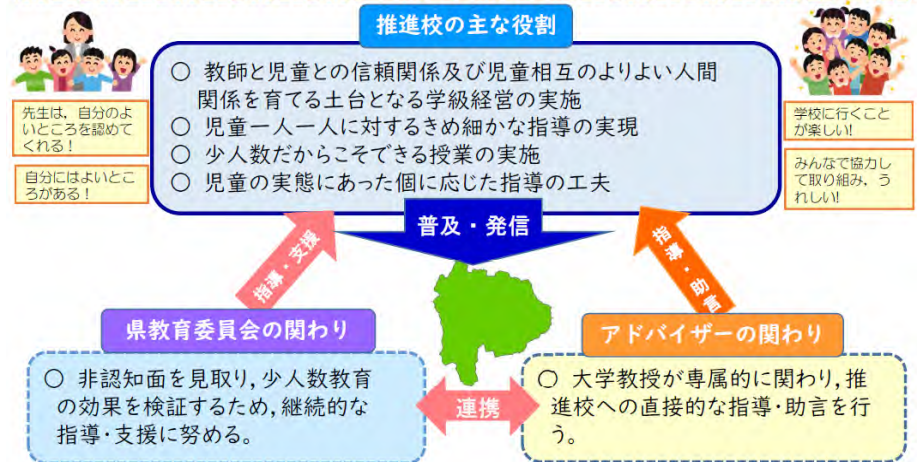 推進校の主な役割
○ 教師と児童との信頼関係及び児童相互のよりよい人間
関係を育てる土台となる学級経営の実施
○ 児童一人一人に対するきめ細かな指導の実現
○ 少人数だからこそできる授業の実施
○ 児童の実態にあった個に応じた指導の工夫
先生は，自分のよ
いところを認めて
くれる！
自分にはよいとこ
ろがある！
学校に行くこと
が楽しい!
みんなで協力し
て取り組み，う
れしい!
普及・発信
指導・支援
指導・助言
県教育委員会の関わり
○ 非認知面を見取り，少人数教育
の効果を検証するため，継続的な
指導・支援に努める。
連携
アドバイザーの関わり
○ 大学教授が専属的に関わり，推
進校への直接的な指導・助言を行
う。